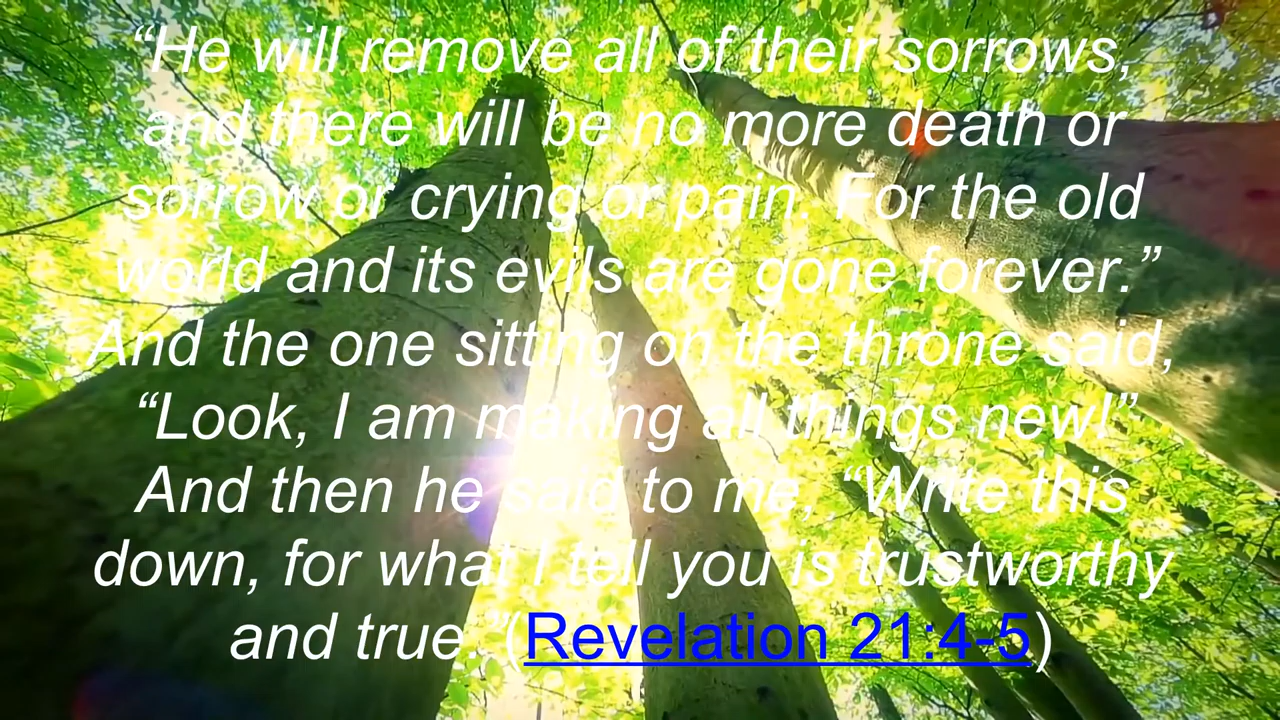 “He will remove all of their sorrows,
and there will be no more death or
sorrow or crying or pain. For the old
world and its evils are gone forever.”
And the one sitting on the throne said,
“Look, I am making all things new!”
And then he said to me, “Write this
down, for what I tell you is trustworthy
and true.”(Revelation 21:4-5)